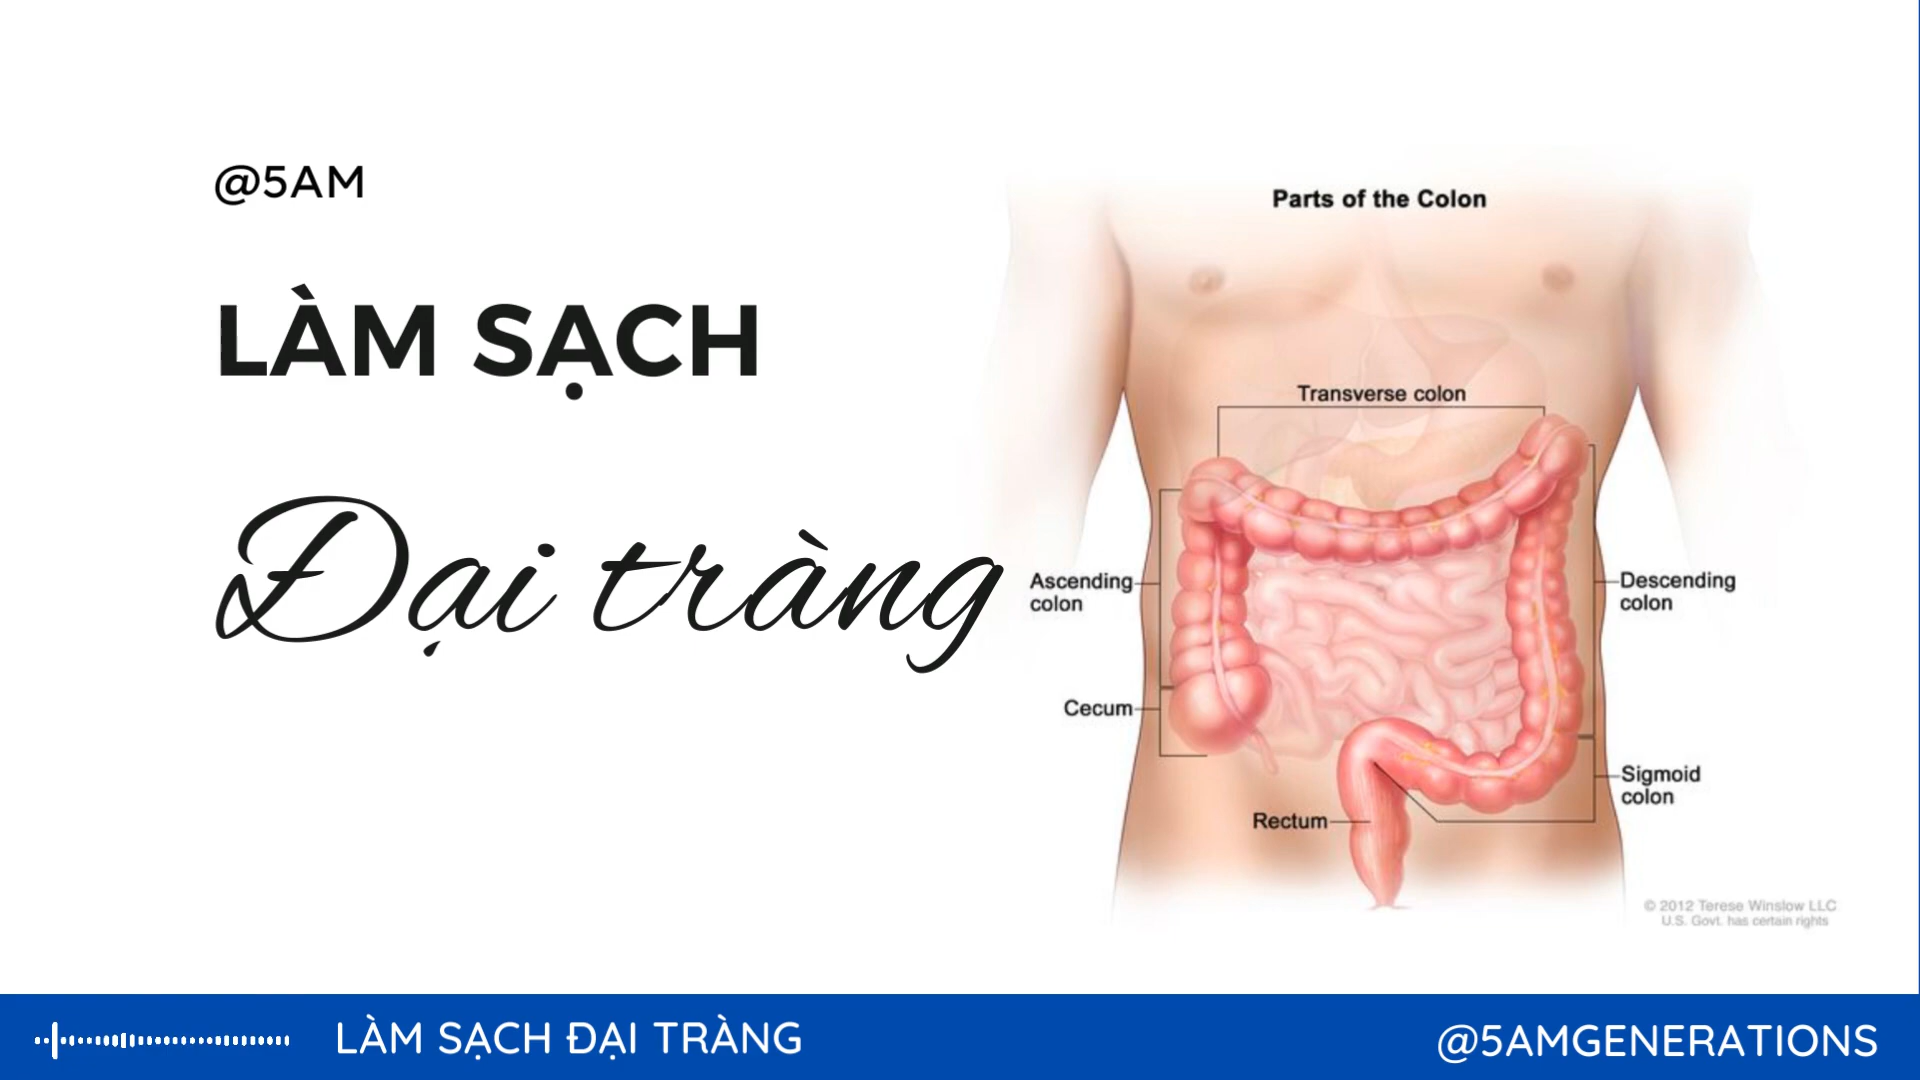 @5AM
LÀM SẠCH
Đại tràng
Parts of the Colon
Transverse colon
Ascending
colon
Descending
colon
Cecum
Sigmoid
colon
Rectum
© 2012 Terese Winslow LLC
U.S. Govt. has certain rights
LÀM SẠCH ĐẠI TRÀNG
@5AMGENERATIONS